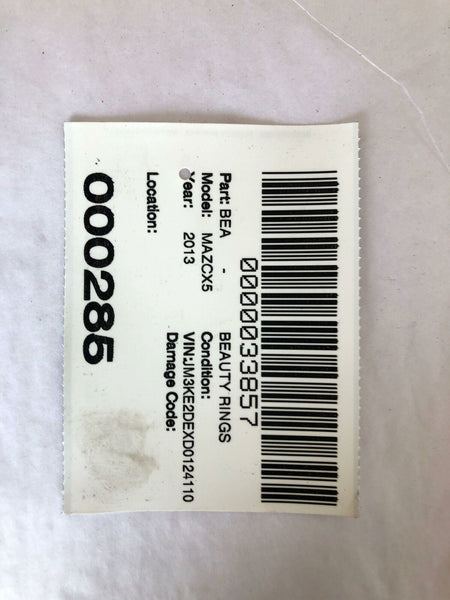 0000033857
Part: BEA - BEAUTY RINGS
Model: MAZCX5 Condition:
Year: 2013 VIN:JM3KE2DEXD0124110
Damage Code:
Location:
000285